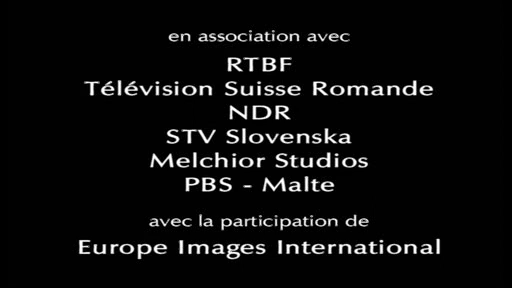 en association avec
RTBF
Télévision Suisse Romande
NDR
STV Slovenska
Melchior Studios
PBS - Malte
avec la participation de
Europe Images International